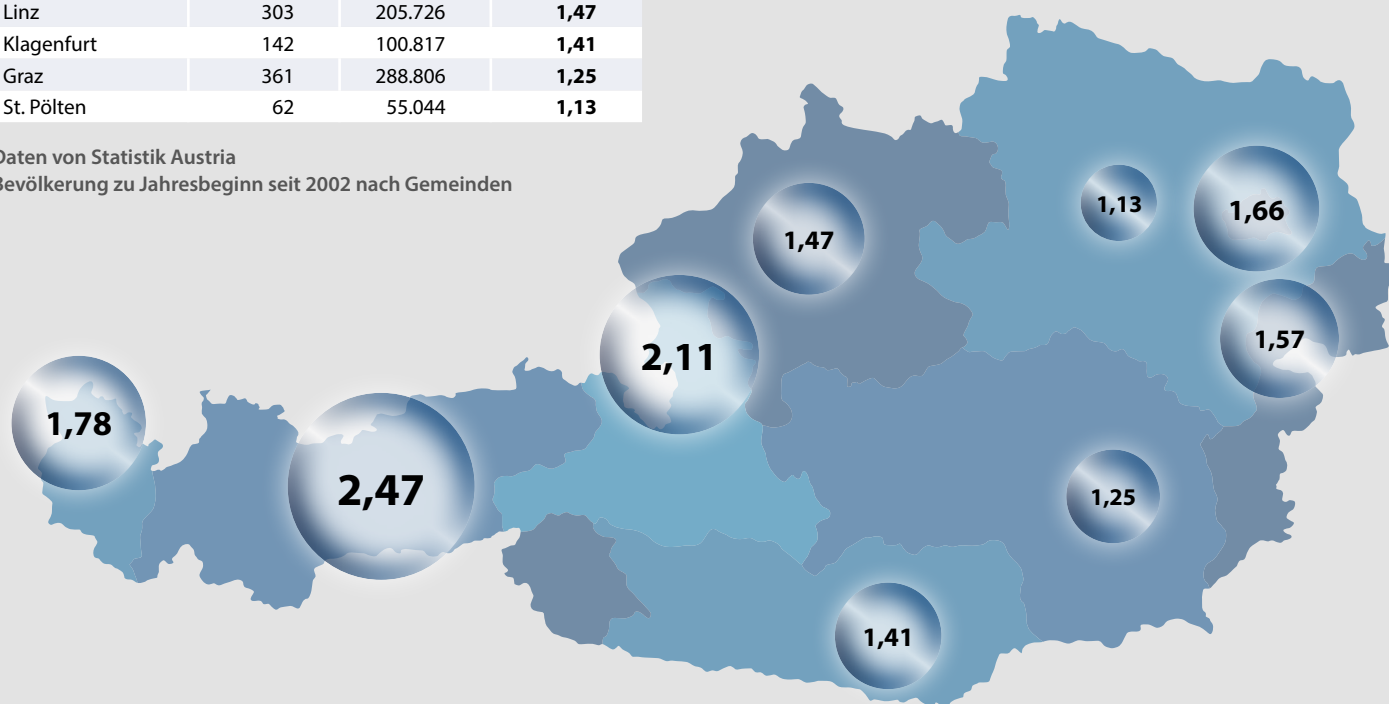 Linz 303 205.726 1,47
Klagenfurt 142 100.817 1,41
Graz 361 288.806 1,25
St. Pölten 62 55.044 1,13
Daten von Statistik Austria
Bevölkerung zu Jahresbeginn seit 2002 nach Gemeinden
1,13
1,66
1,47
1,57
2,11
1,78
2,47
1,25
1,41